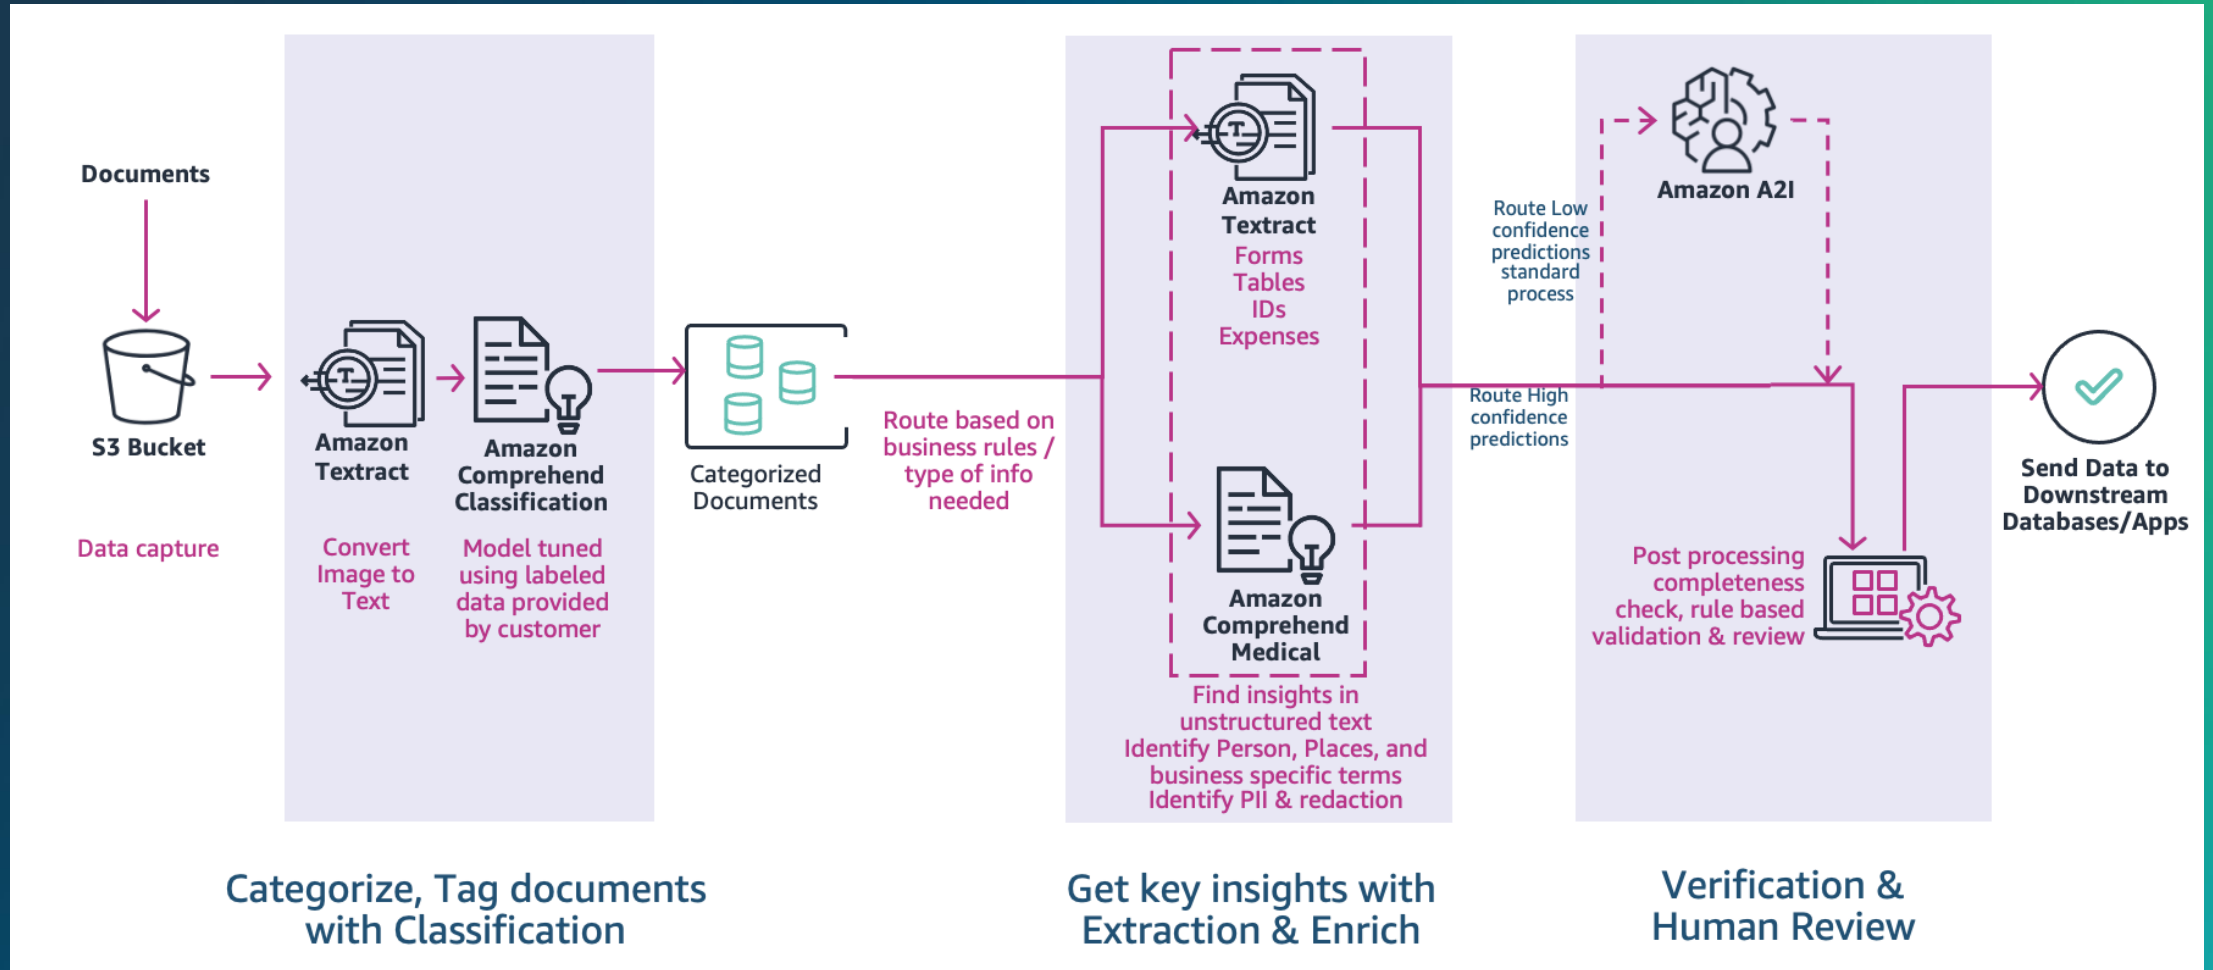 Documents
S3 Bucket
Data capture
Amazon
Textract
Convert
Image to
Text
Amazon
Comprehend
Classification
Model tuned
using labeled
data provided
by customer
Categorized
Documents
Route based on
business rules /
type of info
needed
Amazon
Textract
Forms
Tables
IDs
Expenses
Amazon
Comprehend
Medical
Find insights in
unstructured text
Identify Person, Places, and
business specific terms
Identify PII & redaction
Route Low
confidence
predictions
standard
process
Route High
confidence
predictions
Amazon A2I
Post processing
completeness
check, rule based
validation & review
Send Data to
Downstream
Databases/Apps
Categorize, Tag documents
with Classification
Get key insights with
Extraction & Enrich
Verification &
Human Review